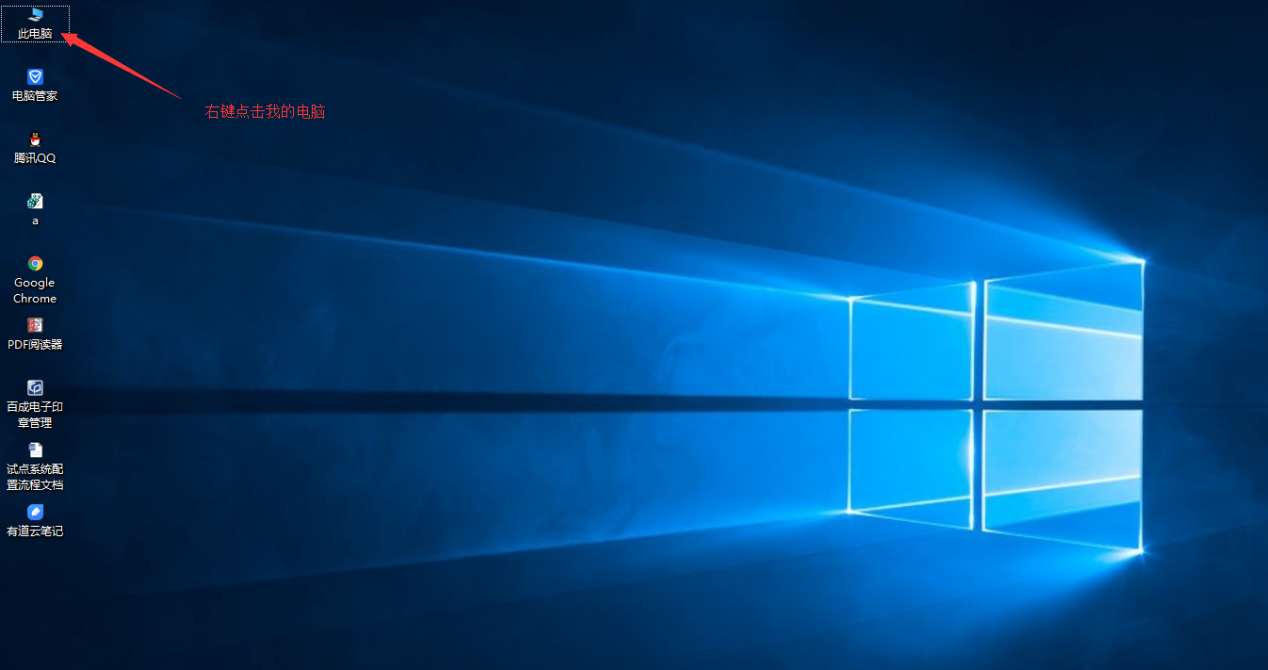 此电脑
右键点击我的电脑
电脑管家
腾讯QQ
a
Google
Chrome
PDF阅读器
百成电子印
章管理
试点系统配
置流程文档
有道云笔记